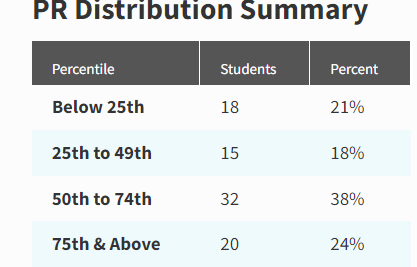 PR Distribution Summary
Percentile Students Percent
Below 25th 18 21%
25th to 49th 15 18%
50th to 74th 32 38%
75th & Above 20 24%